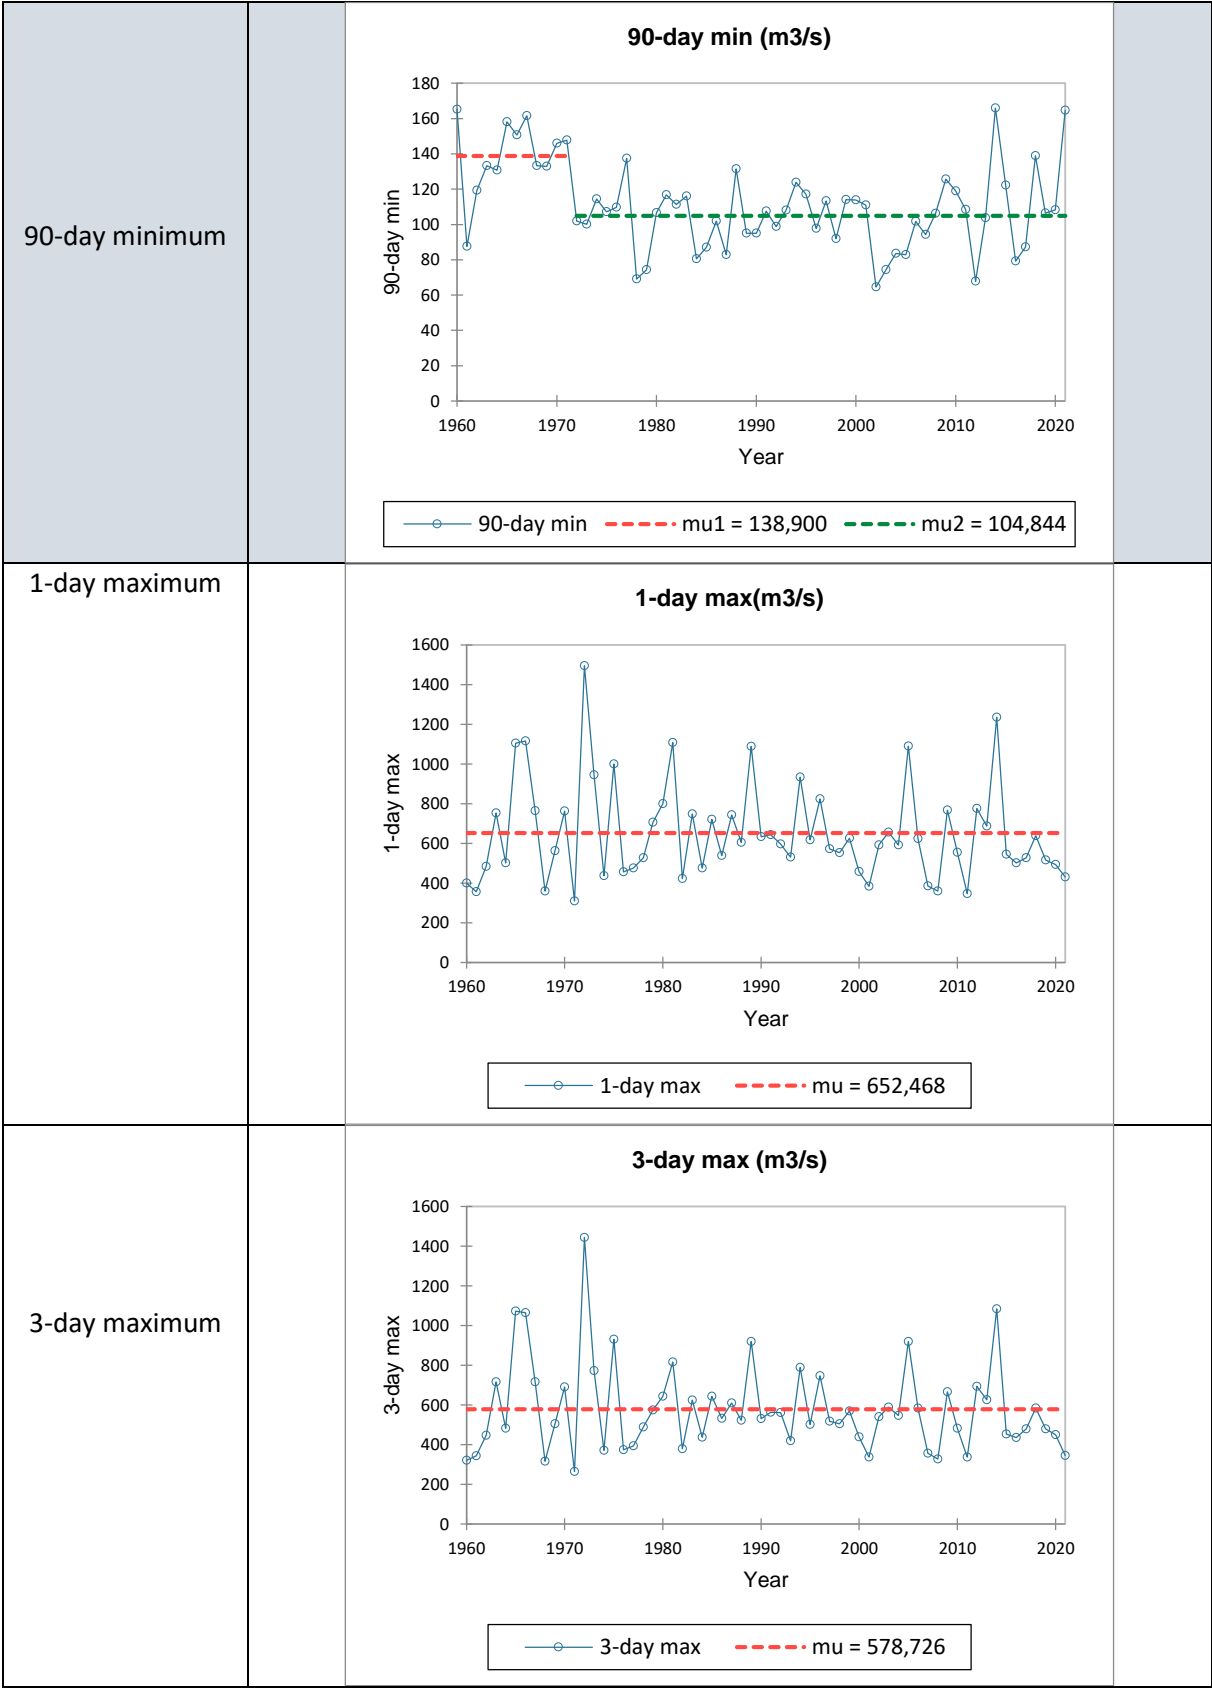 90-day minimum
90-day min (m3/s)
180
160
140
120
100
80
60
40
20
0
90-day min
1960 1970 1980 1990 2000 2010 2020
Year
90-day min mu1 = 138,900 mu2 = 104,844
1-day maximum
1-day max(m3/s)
1600
1400
1200
1000
800
600
400
200
0
1-day max
1960 1970 1980 1990 2000 2010 2020
Year
1-day max mu = 652,468
3-day maximum
3-day max (m3/s)
1600
1400
1200
1000
800
600
400
200
0
3-day max
1960 1970 1980 1990 2000 2010 2020
Year
3-day max mu = 578,726